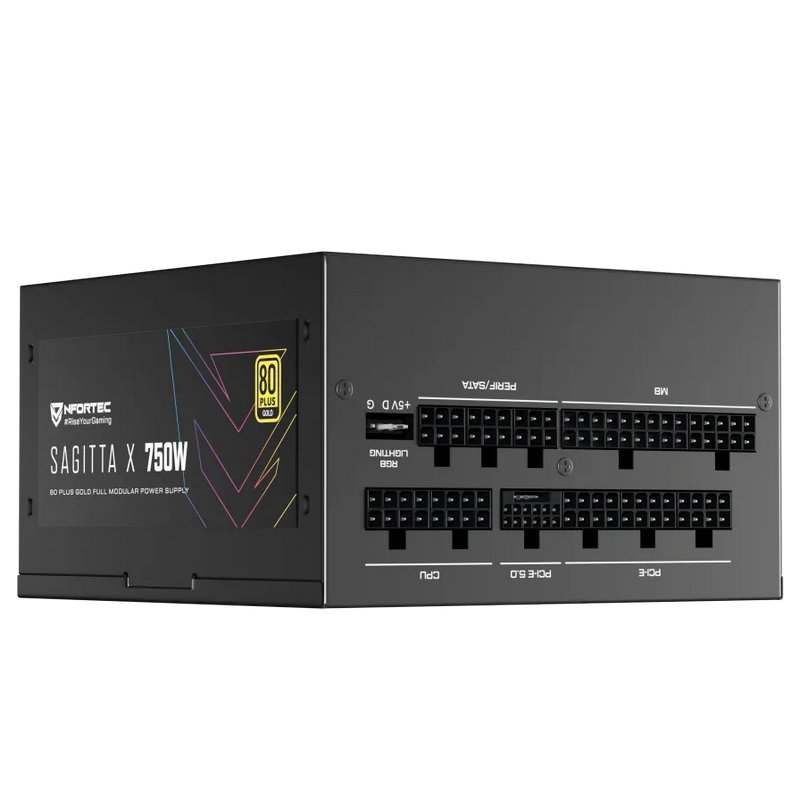 NFORTEC
#RiseYourGaming
SAGITTA X 750W
80 PLUS GOLD FULL MODULAR POWER SUPPLY
80
PLUS
GOLD
PERIF/SATA
MB
+5V D G
RGB
LIGHTING
CPU
PCI-E 5.0
PCI-E